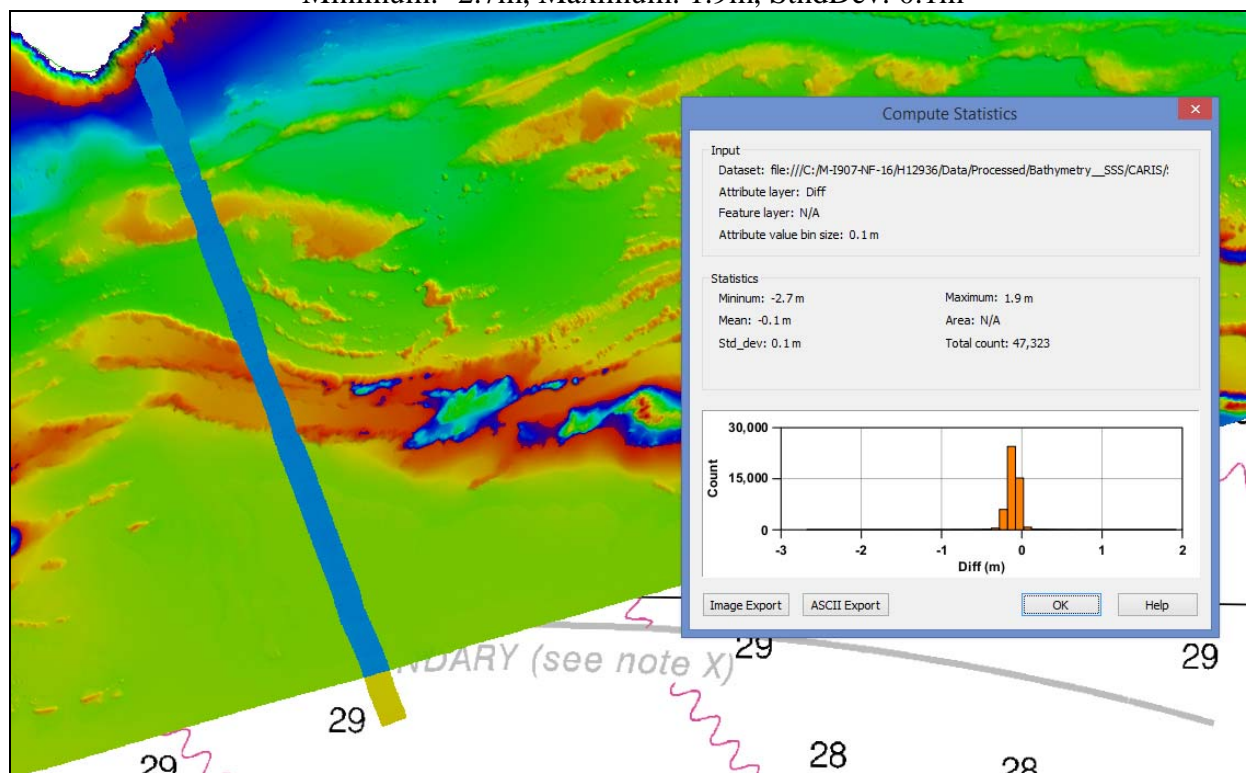 Minimum: -2.7m, Maximum: 1.9m, StndDev: 0.1m
Compute Statistics
Input
Dataset: file:///C:/M-I907-NF-16/H12936/Data/Processed/Bathymetry__SSS/CARIS/
Attribute layer: Diff
Feature layer: N/A
Attribute value bin size: 0.1 m
Statistics
Mininum: -2.7 m
Maximum: 1.9 m
Mean: -0.1 m
Area: N/A
Std_dev: 0.1 m
Total count: 47,323
30,000
15,000
0
Count
-3 -2 -1 0 1 2
Diff (m)
Image Export ASCII Export OK Help
NDARY (see note X)
29
29
29
29
28
28